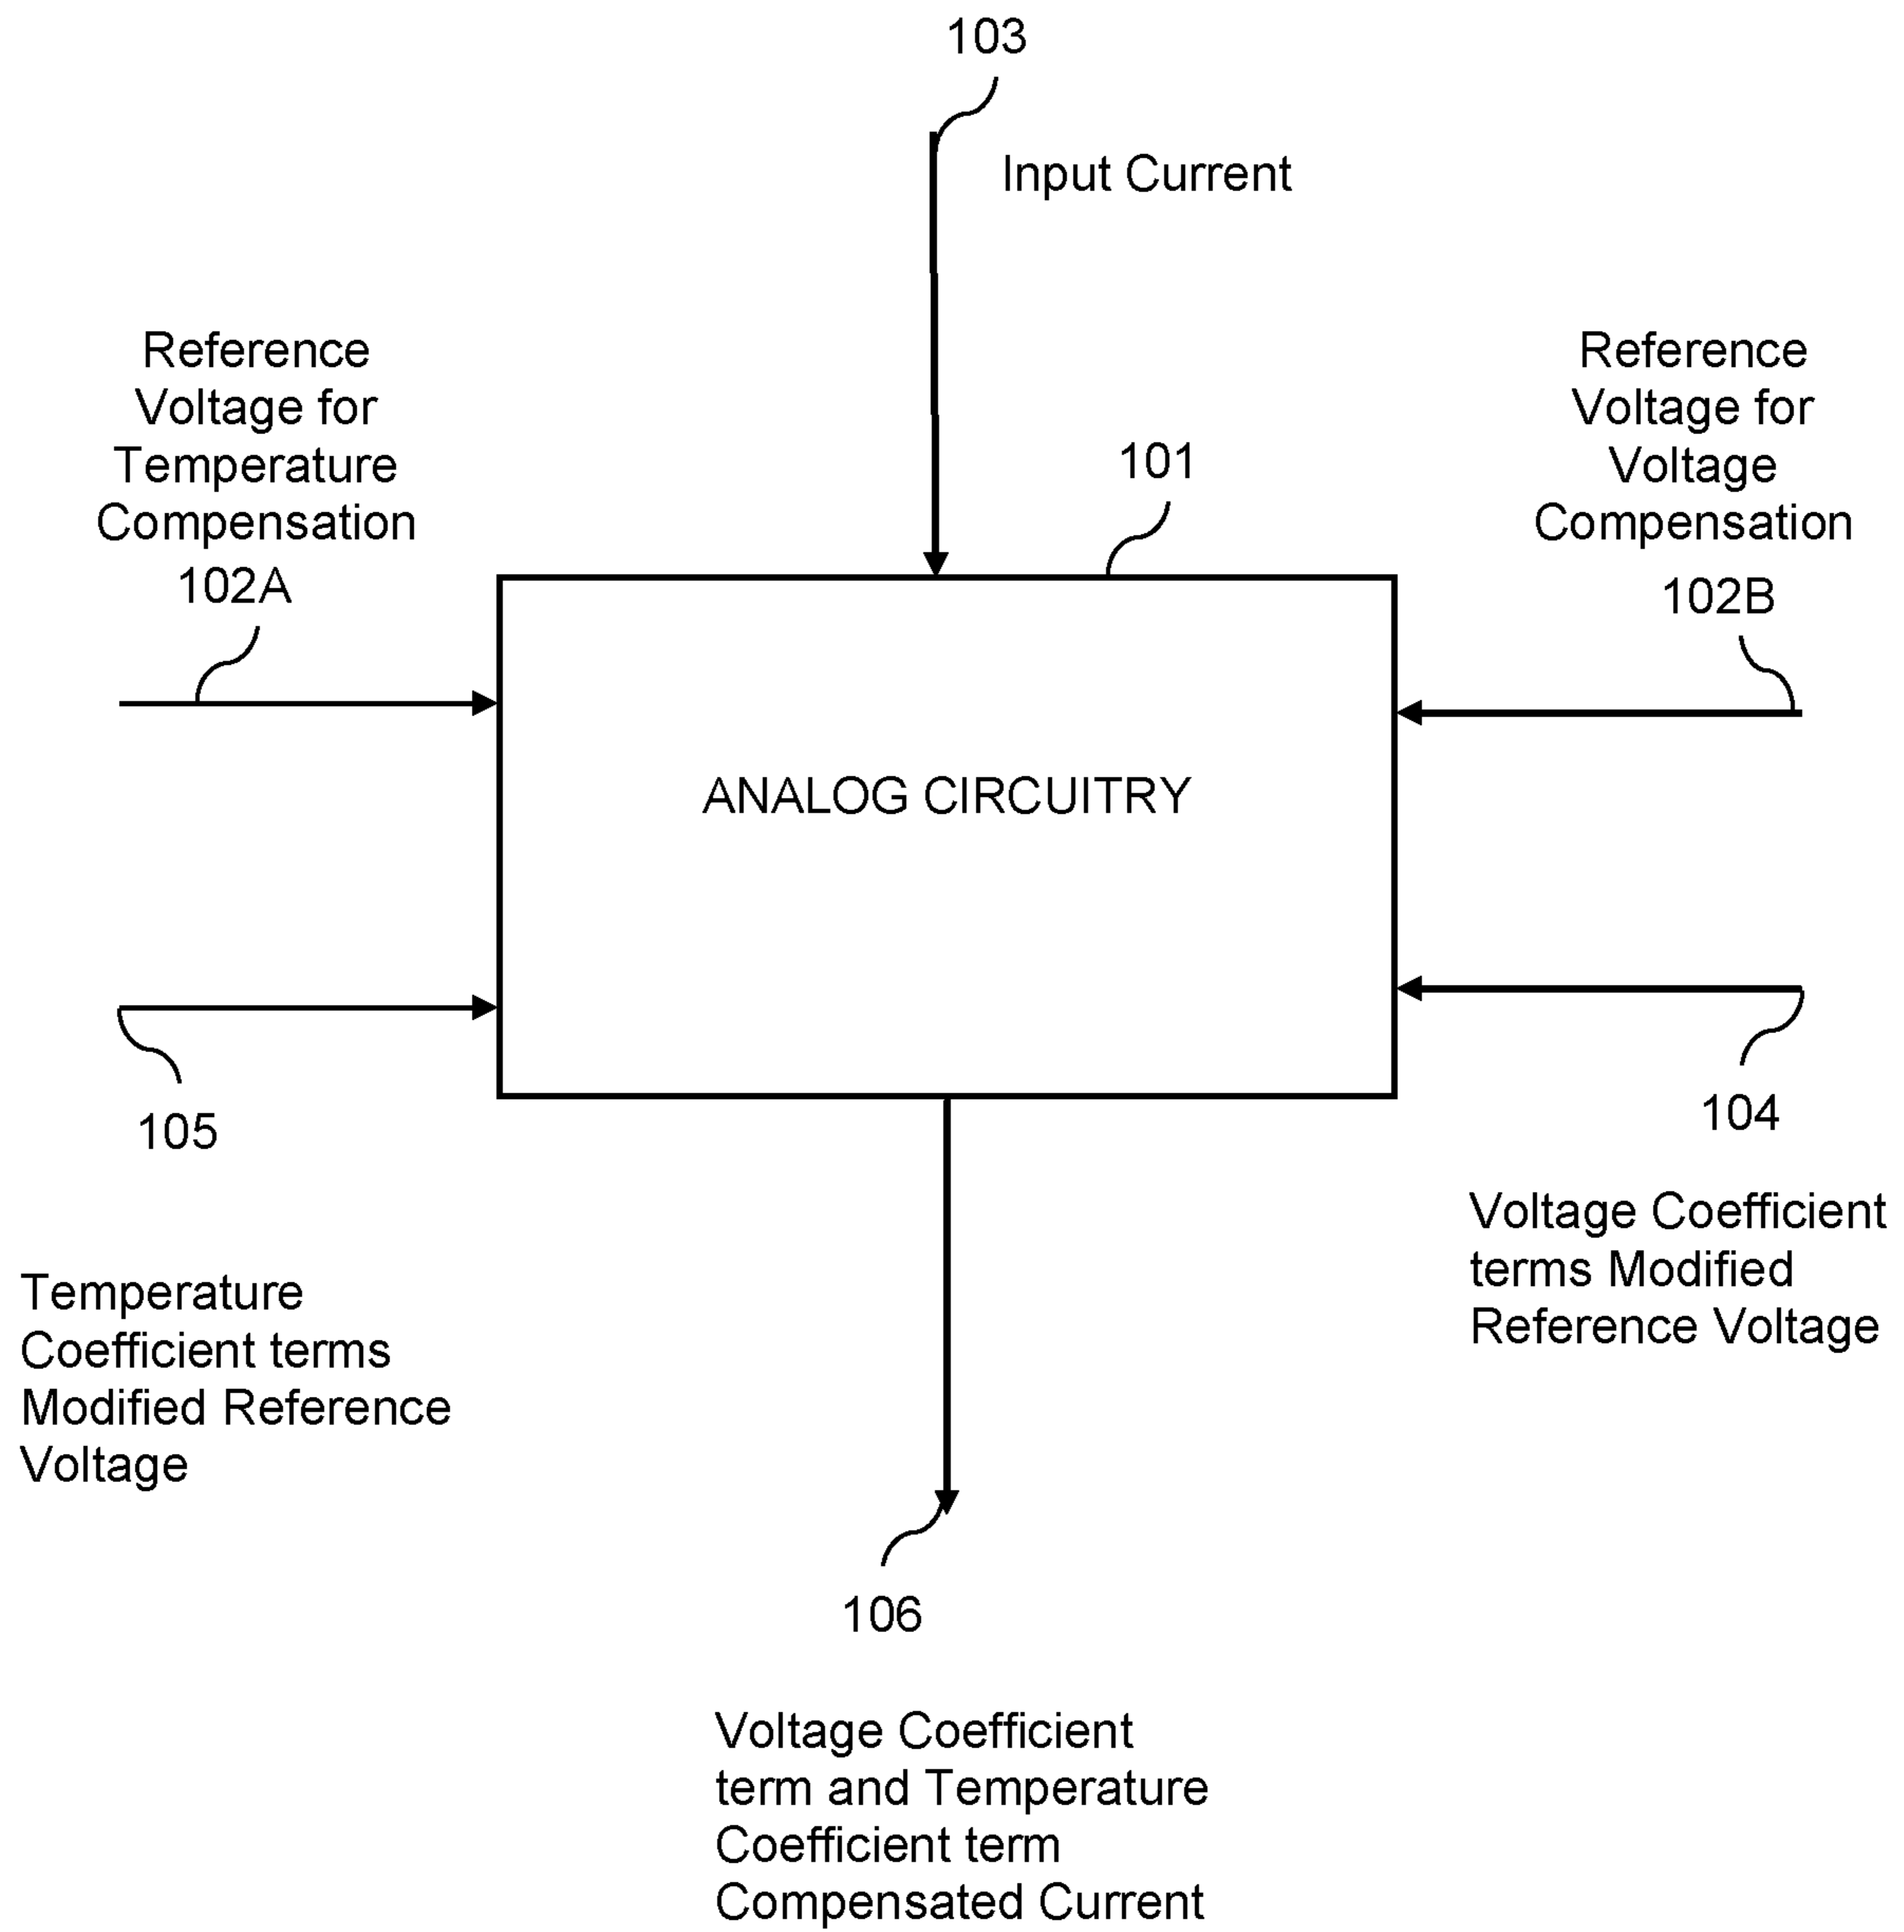 103
Input Current
Reference
Voltage for
Temperature
Compensation
102A
101
Reference
Voltage for
Voltage
Compensation
102B
ANALOG CIRCUITRY
105
Temperature
Coefficient terms
Modified Reference
Voltage
104
Voltage Coefficient
terms Modified
Reference Voltage
106
Voltage Coefficient
term and Temperature
Coefficient term
Compensated Current